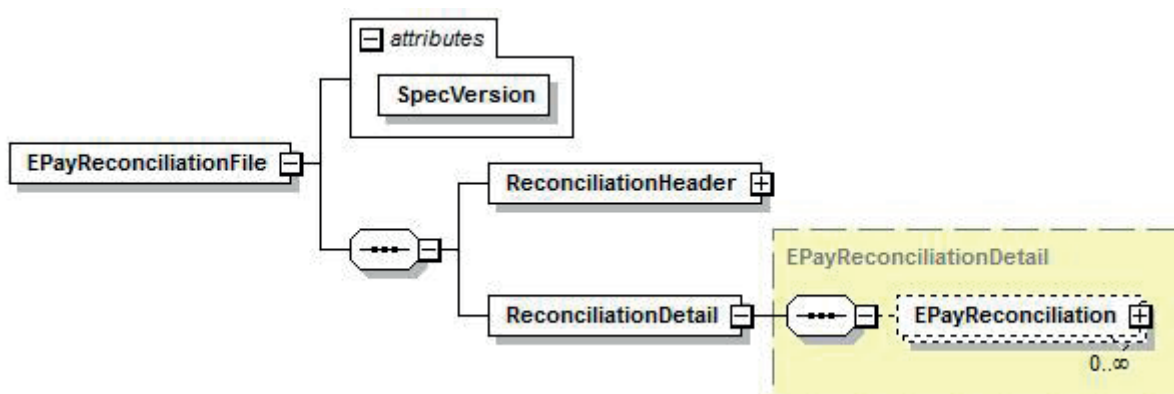 attributes
SpecVersion
EPayReconciliationFile
ReconciliationHeader
EPayReconciliationDetail
ReconciliationDetail
EPayReconciliation
0..∞